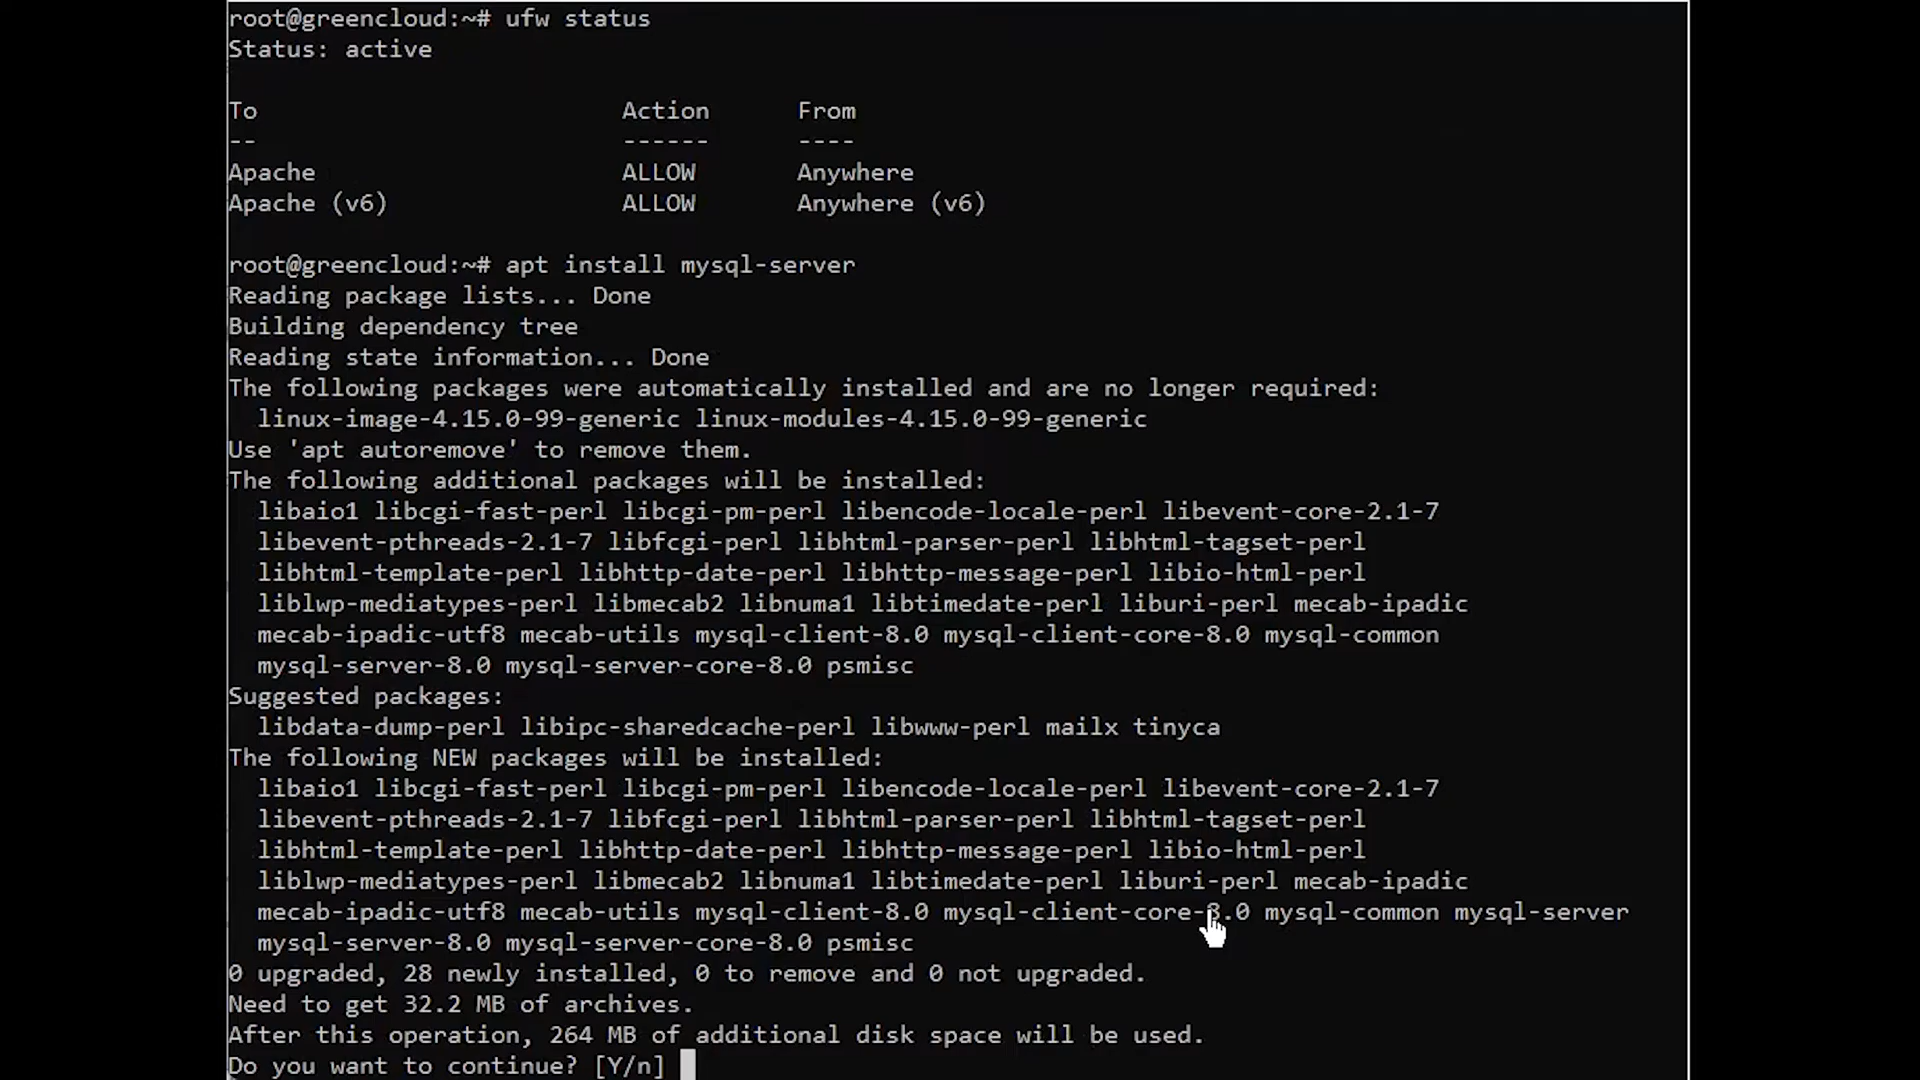 root@greencloud:~# ufw status
Status: active
To Action From
-- ------ ----
Apache ALLOW Anywhere
Apache (v6) ALLOW Anywhere (v6)
root@greencloud:~# apt install mysql-server
Reading package lists... Done
Building dependency tree
Reading state information... Done
The following packages were automatically installed and are no longer required:
linux-image-4.15.0-99-generic linux-modules-4.15.0-99-generic
Use 'apt autoremove' to remove them.
The following additional packages will be installed:
libaio1 libcgi-fast-perl libcgi-pm-perl libencode-locale-perl libevent-core-2.1-7
libevent-pthreads-2.1-7 libfcgi-perl libhtml-parser-perl libhtml-tagset-perl
libhtml-template-perl libhttp-date-perl libhttp-message-perl libio-html-perl
liblwp-mediatypes-perl libmecab2 libnuma1 libtimedate-perl liburi-perl mecab-ipadic
mecab-ipadic-utf8 mecab-utils mysql-client-8.0 mysql-client-core-8.0 mysql-common
mysql-server-8.0 mysql-server-core-8.0 psmisc
Suggested packages:
libdata-dump-perl libipc-sharedcache-perl libwww-perl mailx tinyca
The following NEW packages will be installed:
libaio1 libcgi-fast-perl libcgi-pm-perl libencode-locale-perl libevent-core-2.1-7
libevent-pthreads-2.1-7 libfcgi-perl libhtml-parser-perl libhtml-tagset-perl
libhtml-template-perl libhttp-date-perl libhttp-message-perl libio-html-perl
liblwp-mediatypes-perl libmecab2 libnuma1 libtimedate-perl liburi-perl mecab-ipadic
mecab-ipadic-utf8 mecab-utils mysql-client-8.0 mysql-client-core-8.0 mysql-common mysql-server
mysql-server-8.0 mysql-server-core-8.0 psmisc
0 upgraded, 28 newly installed, 0 to remove and 0 not upgraded.
Need to get 32.2 MB of archives.
After this operation, 264 MB of additional disk space will be used.
Do you want to continue? [Y/n]